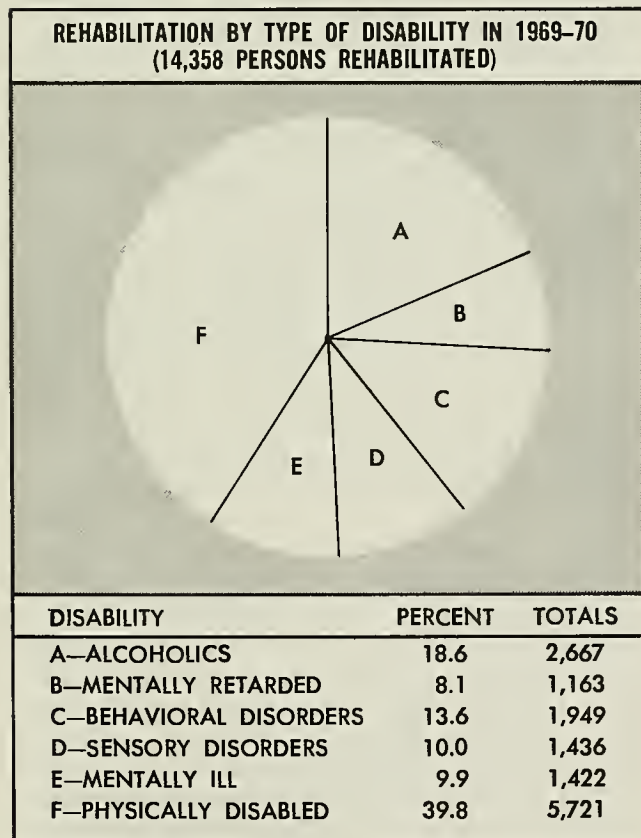 REHABILITATION BY TYPE OF DISABILITY IN 1969–70
(14,358 PERSONS REHABILITATED)
A
B
C
D
E
F
DISABILITY PERCENT TOTALS
A—ALCOHOLICS 18.6 2,667
B—MENTALLY RETARDED 8.1 1,163
C—BEHAVIORAL DISORDERS 13.6 1,949
D—SENSORY DISORDERS 10.0 1,436
E—MENTALLY ILL 9.9 1,422
F—PHYSICALLY DISABLED 39.8 5,721